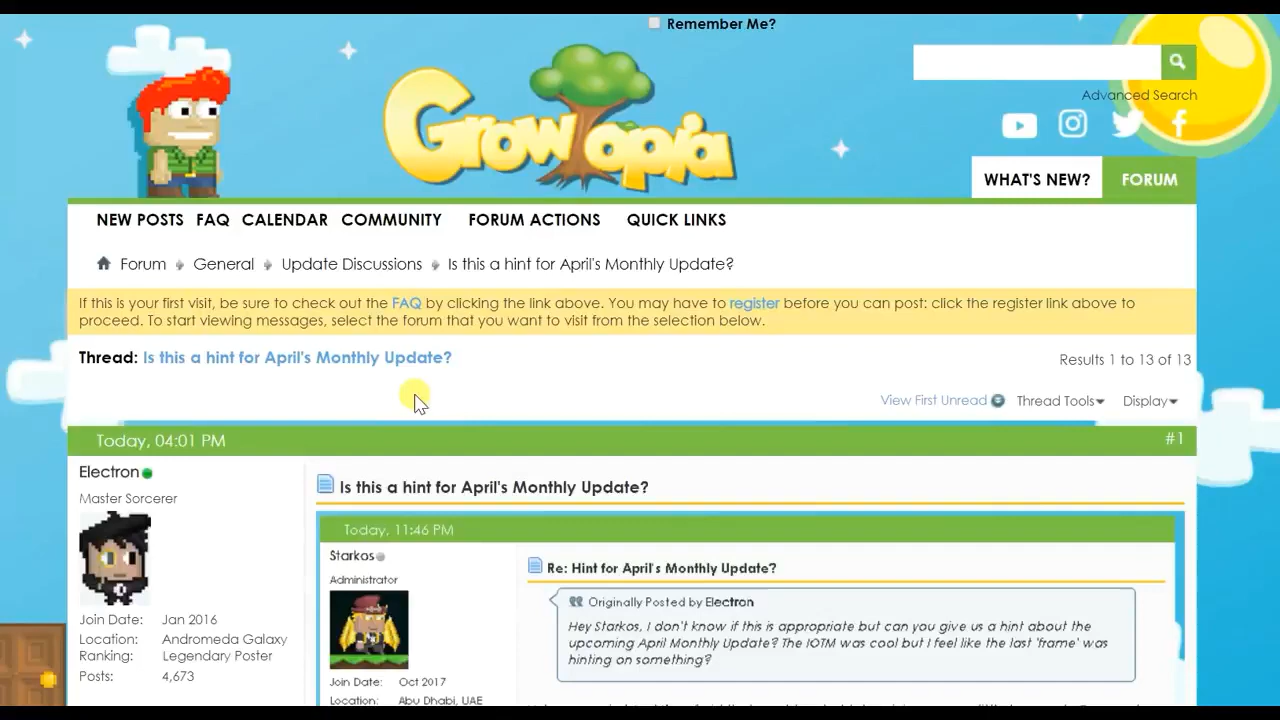 Remember Me?
Growtopia
Advanced Search
WHAT'S NEW? FORUM
NEW POSTS FAQ CALENDAR COMMUNITY FORUM ACTIONS QUICK LINKS
Forum General Update Discussions Is this a hint for April's Monthly Update?
If this is your first visit, be sure to check out the FAQ by clicking the link above. You may have to register before you can post: click the register link above to
proceed. To start viewing messages, select the forum that you want to visit from the selection below.
Thread: Is this a hint for April's Monthly Update?
Results 1 to 13 of 13
View First Unread Thread Tools Display
Today, 04:01 PM #1
Electron
Master Sorcerer
Join Date: Jan 2016
Location: Andromeda Galaxy
Ranking: Legendary Poster
Posts: 4,673
Is this a hint for April's Monthly Update?
Today, 11:46 PM
Starkos
Administrator
Join Date: Oct 2017
Location: Abu Dhabi, UAE
Re: Hint for April's Monthly Update?
Originally Posted by Electron
Hey Starkos, I don't know if this is appropriate but can you give us a hint about the
upcoming April Monthly Update? The IOTM was cool but I feel like the last 'frame' was
hinting on something?